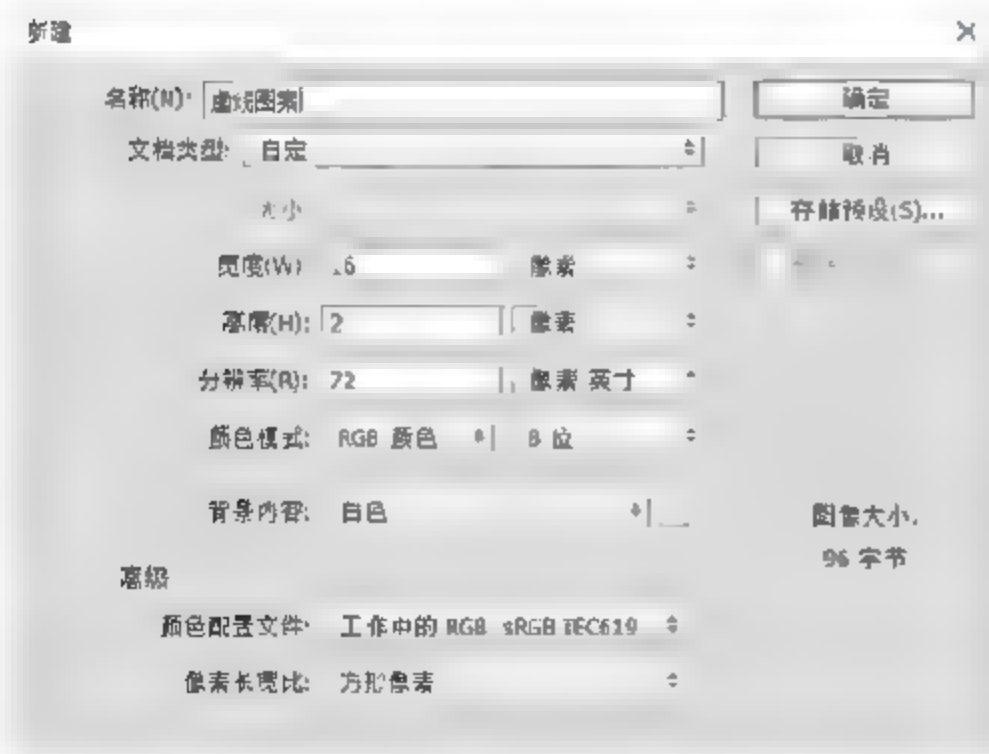 新建
名称(N): 虚线图案 确定
文档类型: 自定 取消
大小 存储预设(S)...
宽度(W) 16 像素
高度(H): 2 像素
分辨率(R): 72 像素 英寸
颜色模式: RGB 颜色 8 位
背景内容: 白色 图像大小:
96 字节
高级
颜色配置文件: 工作中的 RGB sRGB IEC619
像素长宽比: 方形像素